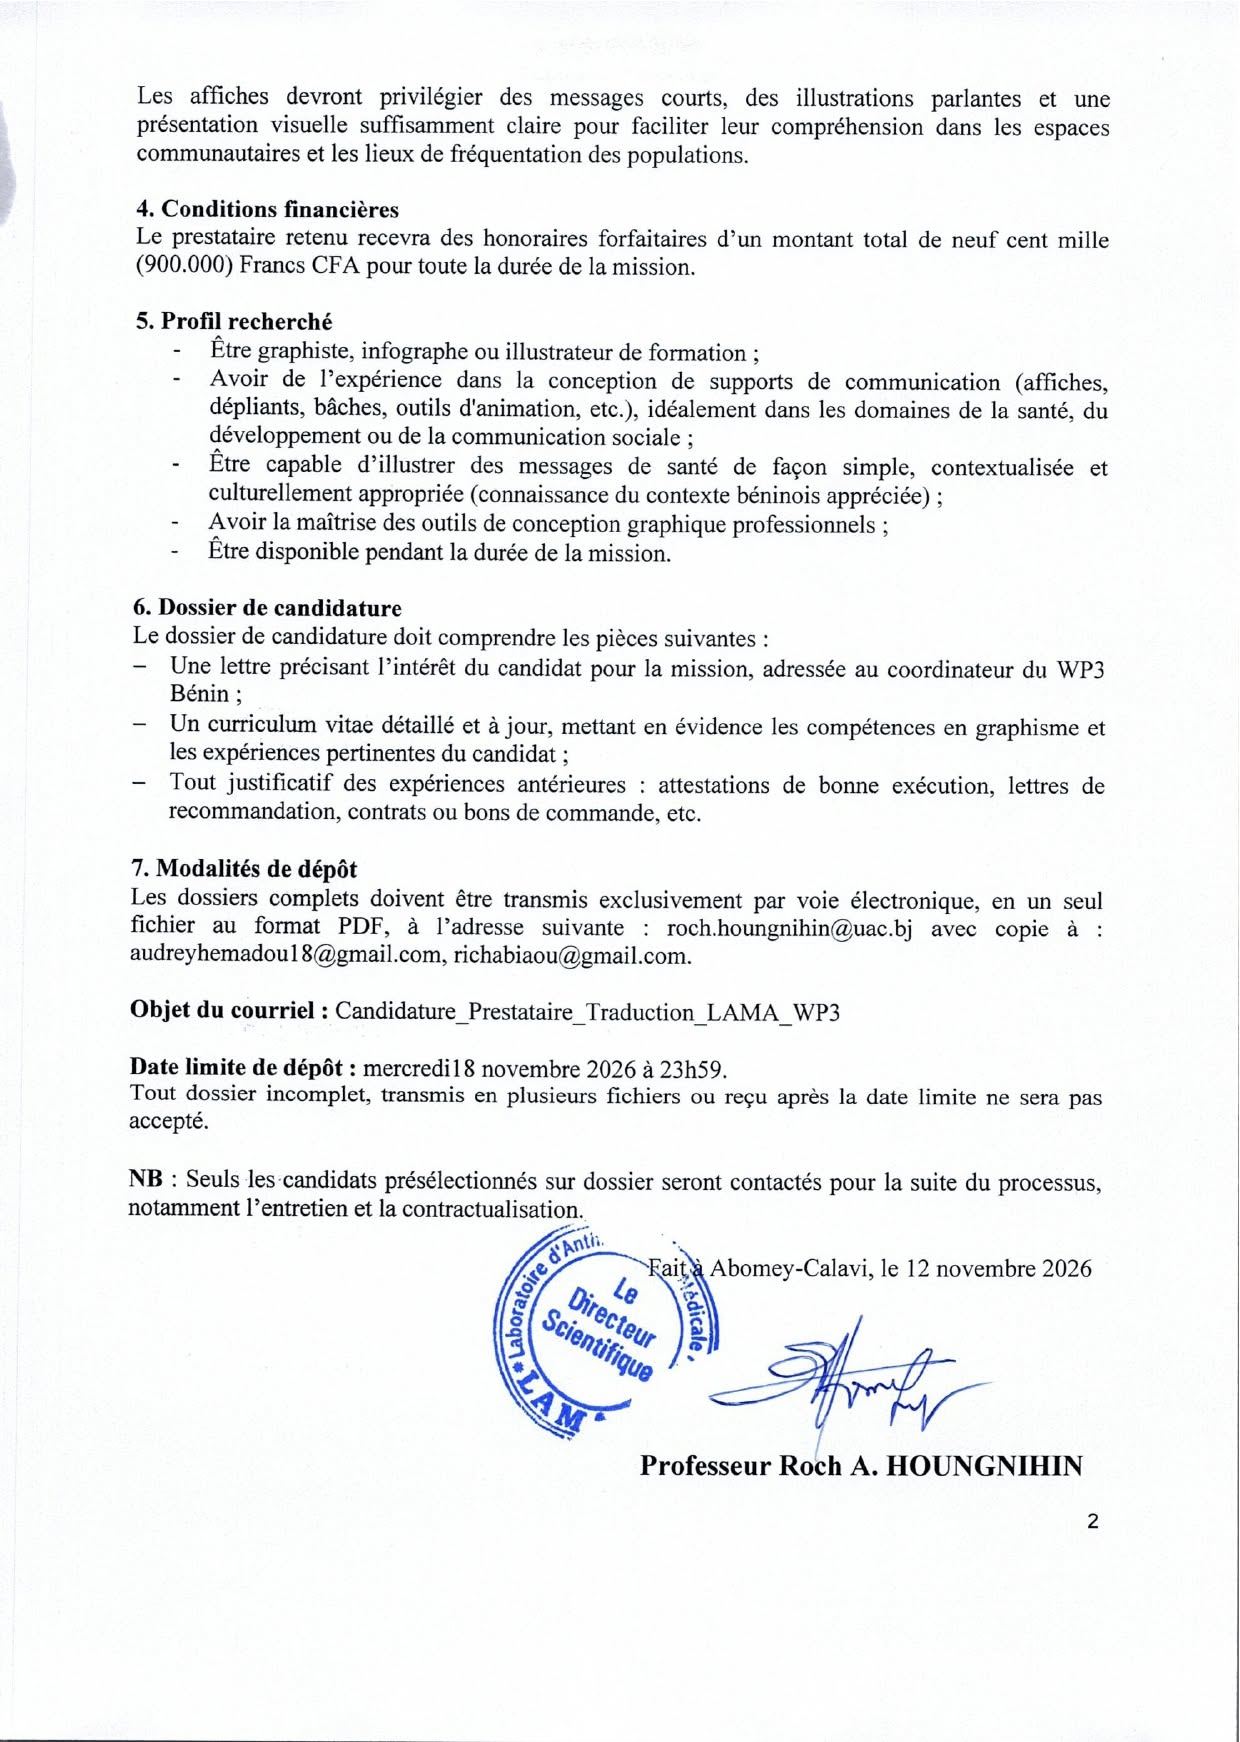 Les affiches devront privilégier des messages courts, des illustrations parlantes et une
présentation visuelle suffisamment claire pour faciliter leur compréhension dans les espaces
communautaires et les lieux de fréquentation des populations.
4. Conditions financières
Le prestataire retenu recevra des honoraires forfaitaires d’un montant total de neuf cent mille
(900.000) Francs CFA pour toute la durée de la mission.
5. Profil recherché
- Être graphiste, infographe ou illustrateur de formation ;
- Avoir de l’expérience dans la conception de supports de communication (affiches,
dépliants, bâches, outils d'animation, etc.), idéalement dans les domaines de la santé, du
développement ou de la communication sociale ;
- Être capable d’illustrer des messages de santé de façon simple, contextualisée et
culturellement appropriée (connaissance du contexte béninois appréciée) ;
- Avoir la maîtrise des outils de conception graphique professionnels ;
- Être disponible pendant la durée de la mission.
6. Dossier de candidature
Le dossier de candidature doit comprendre les pièces suivantes :
– Une lettre précisant l’intérêt du candidat pour la mission, adressée au coordinateur du WP3
Bénin ;
– Un curriculum vitae détaillé et à jour, mettant en évidence les compétences en graphisme et
les expériences pertinentes du candidat ;
– Tout justificatif des expériences antérieures : attestations de bonne exécution, lettres de
recommandation, contrats ou bons de commande, etc.
7. Modalités de dépôt
Les dossiers complets doivent être transmis exclusivement par voie électronique, en un seul
fichier au format PDF, à l’adresse suivante : roch.houngnihin@uac.bj avec copie à :
audreyhemadou18@gmail.com, richabiaou@gmail.com.
Objet du courriel : Candidature_Prestataire_Traduction_LAMA_WP3
Date limite de dépôt : mercredi18 novembre 2026 à 23h59.
Tout dossier incomplet, transmis en plusieurs fichiers ou reçu après la date limite ne sera pas
accepté.
NB : Seuls les candidats présélectionnés sur dossier seront contactés pour la suite du processus,
notamment l’entretien et la contractualisation.
Fait à Abomey-Calavi, le 12 novembre 2026
Laboratoire d'Anth
Médicale
Le
Directeur
Scientifique
LAM
Professeur Roch A. HOUNGNIHIN
2